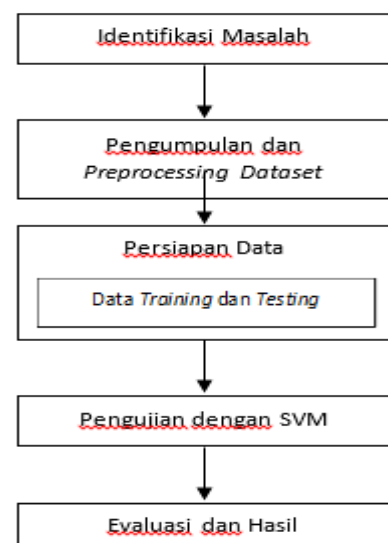 Identifikasi Masalah
Pengumpulan dan
Preprocessing Dataset
Persiapan Data
Data Training dan Testing
Pengujian dengan SVM
Evaluasi dan Hasil